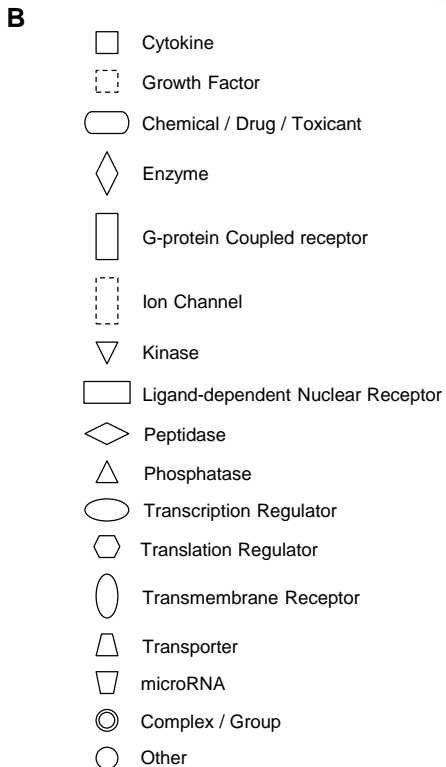 B
Cytokine
Growth Factor
Chemical / Drug / Toxicant
Enzyme
G-protein Coupled receptor
Ion Channel
Kinase
Ligand-dependent Nuclear Receptor
Peptidase
Phosphatase
Transcription Regulator
Translation Regulator
Transmembrane Receptor
Transporter
microRNA
Complex / Group
Other